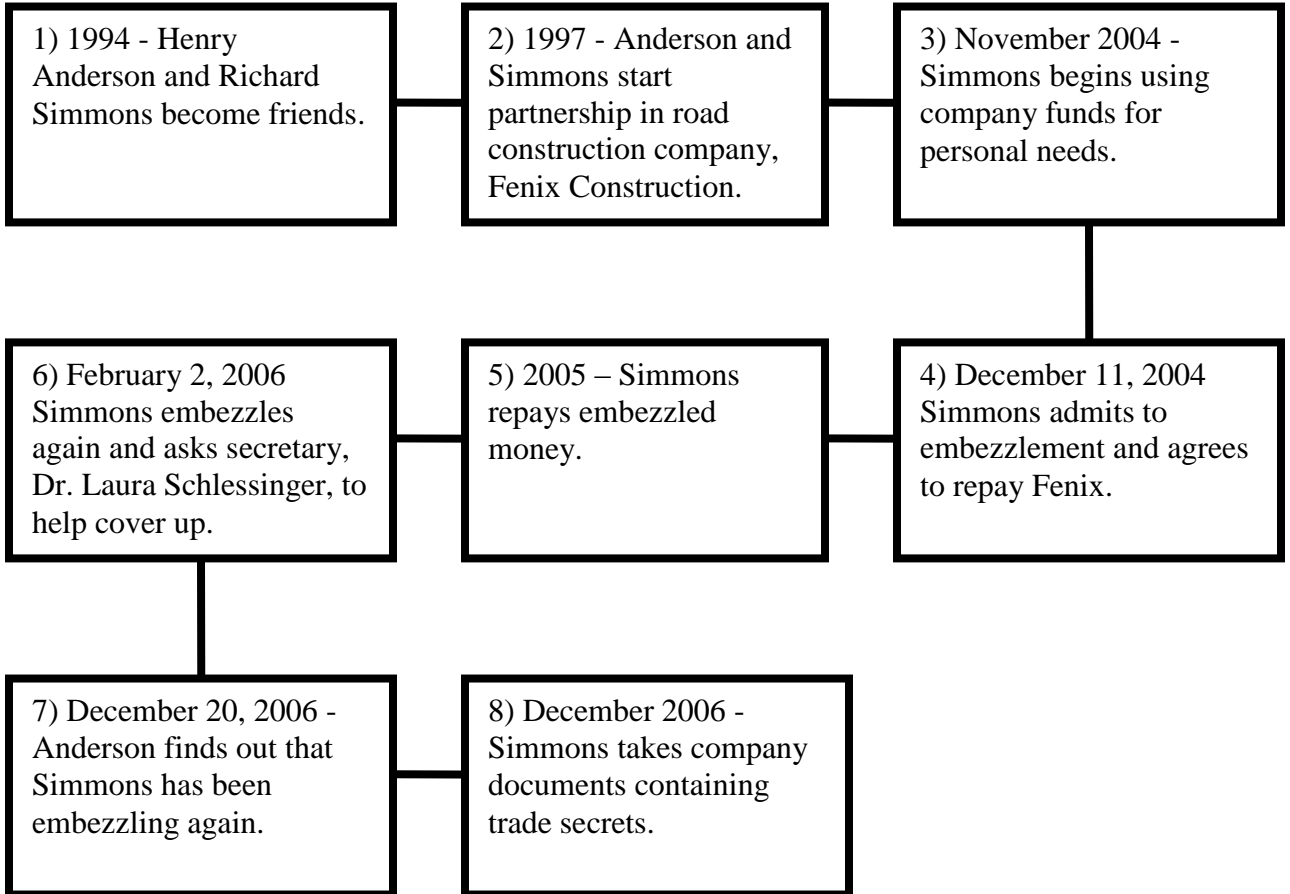 1) 1994 - Henry
Anderson and Richard
Simmons become friends.
2) 1997 - Anderson and
Simmons start
partnership in road
construction company,
Fenix Construction.
3) November 2004 -
Simmons begins using
company funds for
personal needs.
4) December 11, 2004
Simmons admits to
embezzlement and agrees
to repay Fenix.
5) 2005 – Simmons
repays embezzled
money.
6) February 2, 2006
Simmons embezzles
again and asks secretary,
Dr. Laura Schlessinger, to
help cover up.
7) December 20, 2006 -
Anderson finds out that
Simmons has been
embezzling again.
8) December 2006 -
Simmons takes company
documents containing
trade secrets.